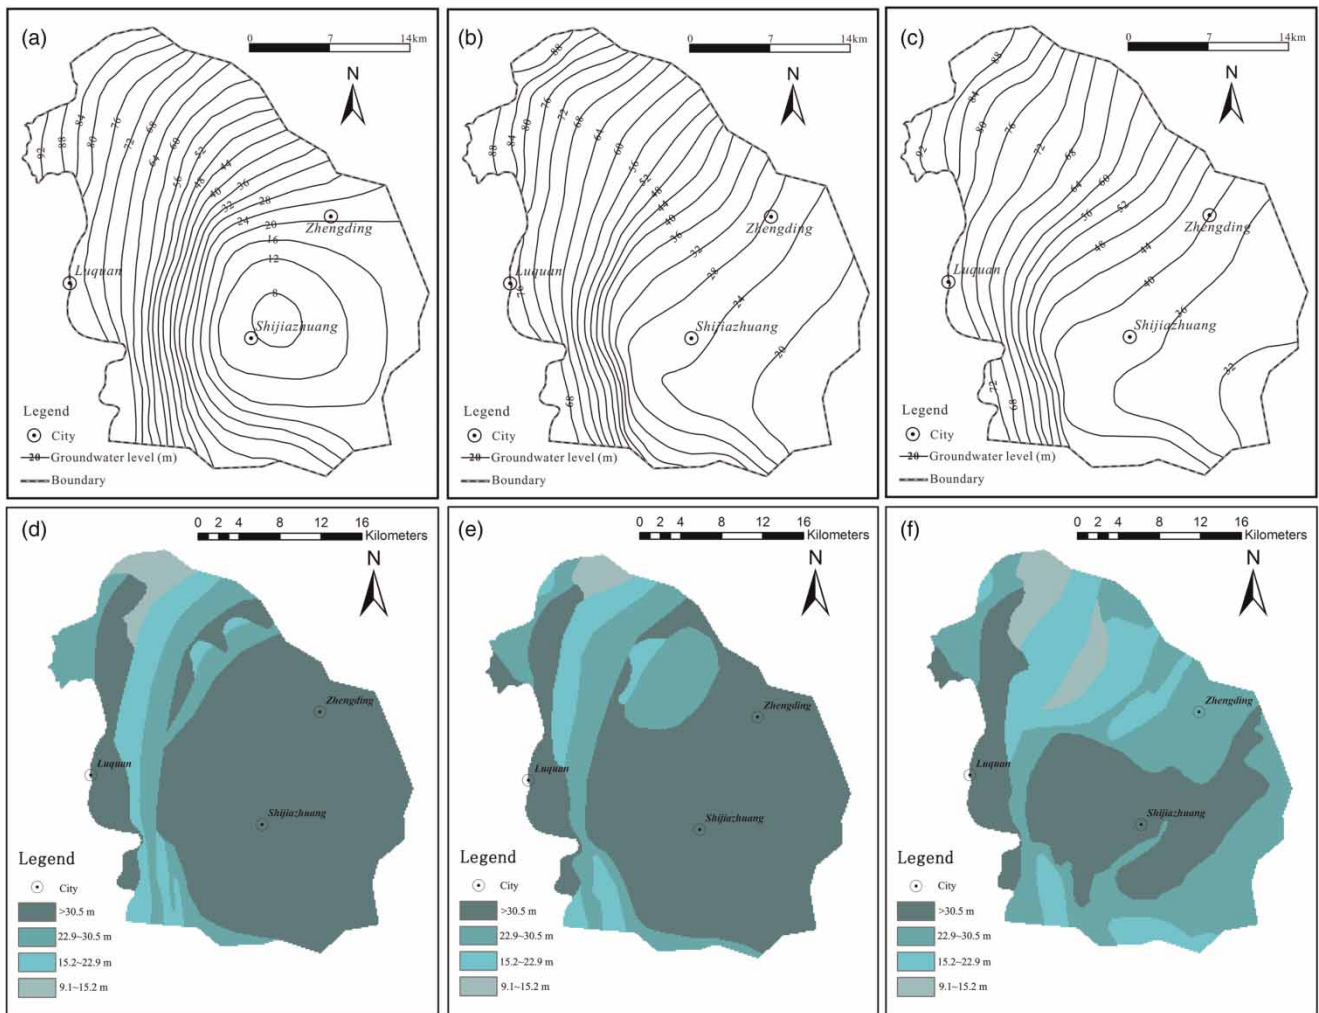 (a)
0 7 14km
N
92
88
84
80
76
72
68
64
60
56
52
48
44
40
36
32
28
24
20
16
12
8
Zhengding
Luquan
Shijiazhuang
Legend
City
20 Groundwater level (m)
Boundary
(b)
0 7 14km
N
88
88
84
80
76
72
68
64
60
56
52
48
44
40
36
32
28
24
20
76
68
Zhengding
Luquan
Shijiazhuang
Legend
City
20 Groundwater level (m)
Boundary
(c)
0 7 14km
N
88
84
92
80
76
72
68
64
60
56
52
48
44
40
36
32
72
68
Zhengding
Luquan
Shijiazhuang
Legend
City
20 Groundwater level (m)
Boundary
(d)
0 2 4 8 12 16
Kilometers
N
Zhengding
Luquan
Shijiazhuang
Legend
City
>30.5 m
22.9~30.5 m
15.2~22.9 m
9.1~15.2 m
(e)
0 2 4 8 12 16
Kilometers
N
Zhengding
Luquan
Shijiazhuang
Legend
City
>30.5 m
22.9~30.5 m
15.2~22.9 m
9.1~15.2 m
(f)
0 2 4 8 12 16
Kilometers
N
Zhengding
Luquan
Shijiazhuang
Legend
City
>30.5 m
22.9~30.5 m
15.2~22.9 m
9.1~15.2 m